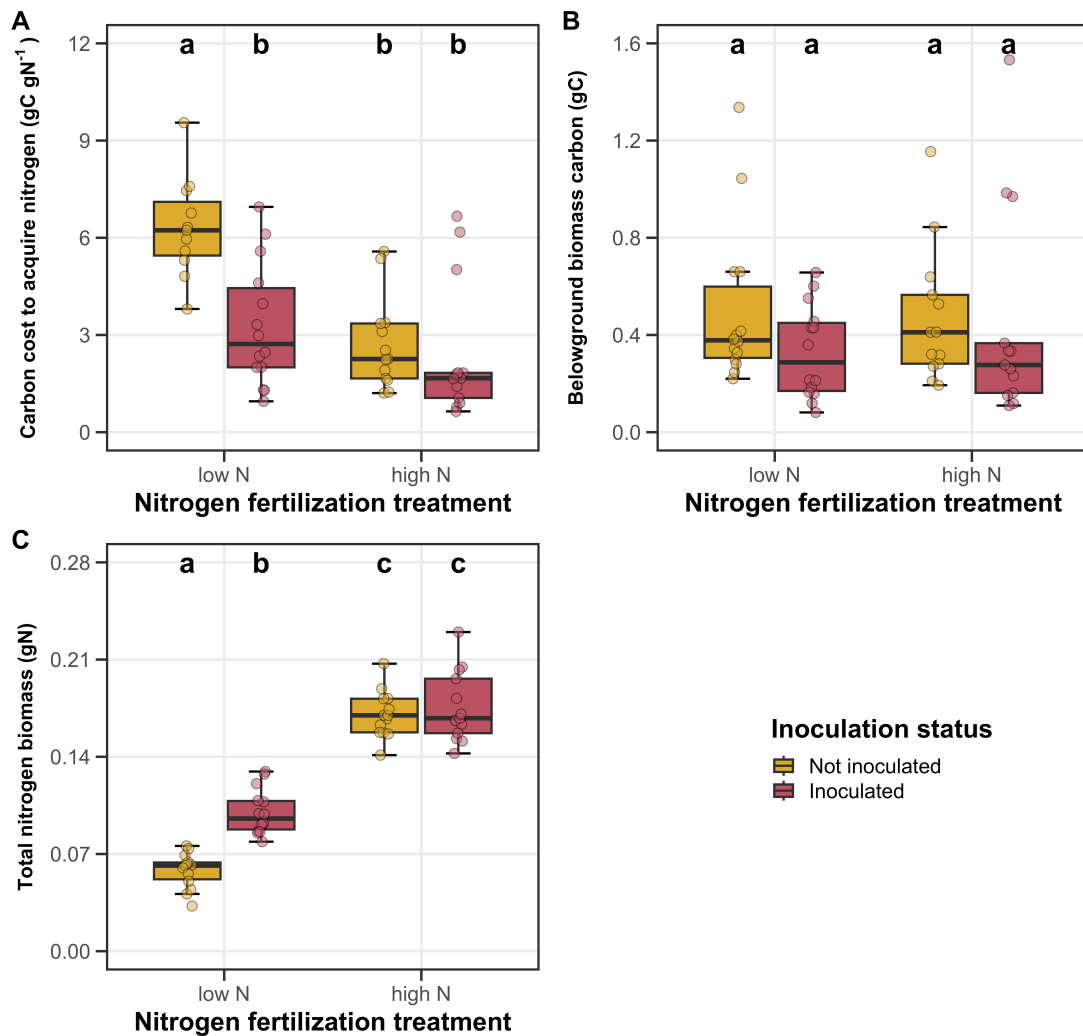 A
Carbon cost to acquire nitrogen (gC gN⁻¹ )
12
9
6
3
0
a b b b
low N high N
Nitrogen fertilization treatment
B
Belowground biomass carbon (gC)
1.6
1.2
0.8
0.4
0.0
a a a a
low N high N
Nitrogen fertilization treatment
C
Total nitrogen biomass (gN)
0.28
0.21
0.14
0.07
0.00
a b c c
low N high N
Nitrogen fertilization treatment
Inoculation status
Not inoculated
Inoculated